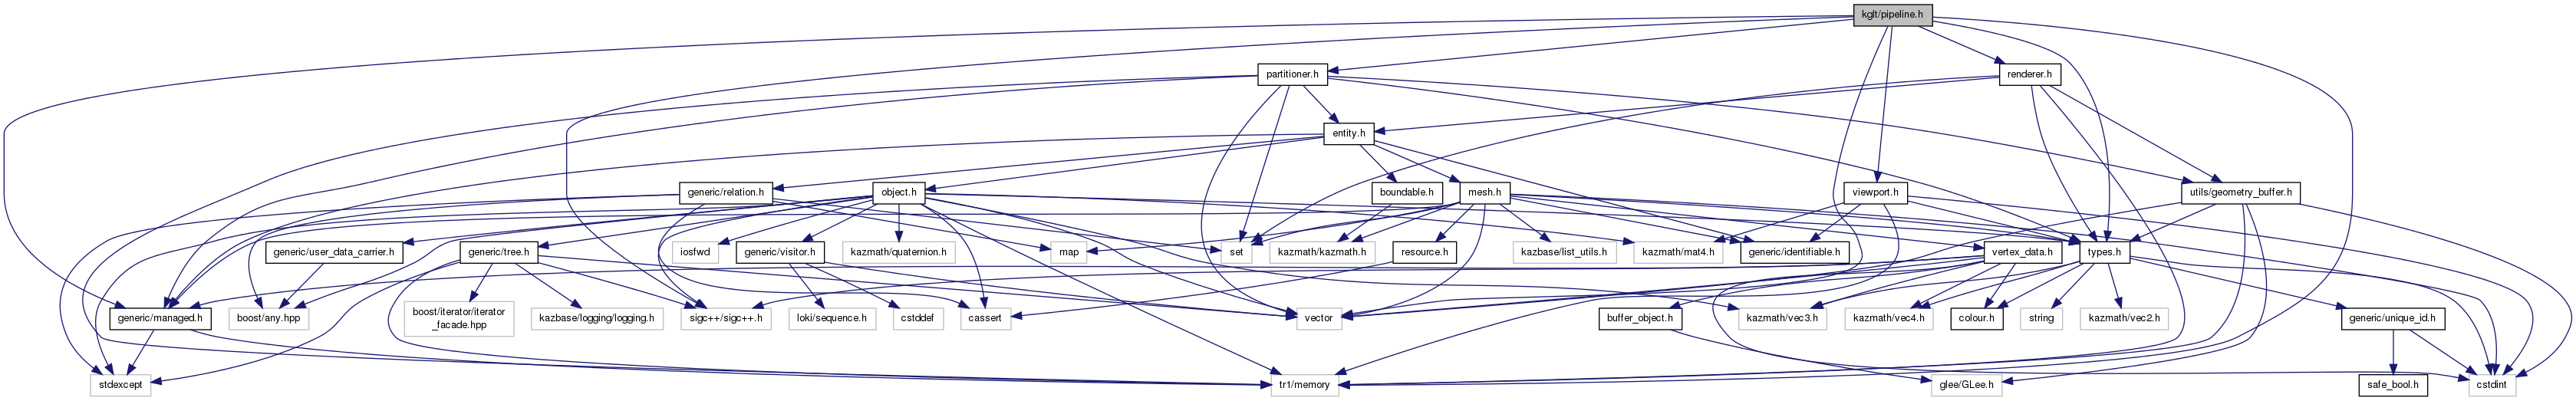 kglt/pipeline.h
partitioner.h
renderer.h
entity.h
generic/relation.h
object.h
boundable.h
mesh.h
viewport.h
utils/geometry_buffer.h
generic/user_data_carrier.h
generic/tree.h
iosfwd
generic/visitor.h
kazmath/quaternion.h
map
set
kazmath/kazmath.h
resource.h
kazbase/list_utils.h
kazmath/mat4.h
generic/identifiable.h
vertex_data.h
types.h
generic/managed.h
boost/any.hpp
boost/iterator/iterator
_facade.hpp
kazbase/logging/logging.h
sigc++/sigc++.h
loki/sequence.h
cstddef
cassert
vector
buffer_object.h
kazmath/vec3.h
kazmath/vec4.h
colour.h
string
kazmath/vec2.h
generic/unique_id.h
stdexcept
tr1/memory
glee/GLee.h
safe_bool.h
cstdint